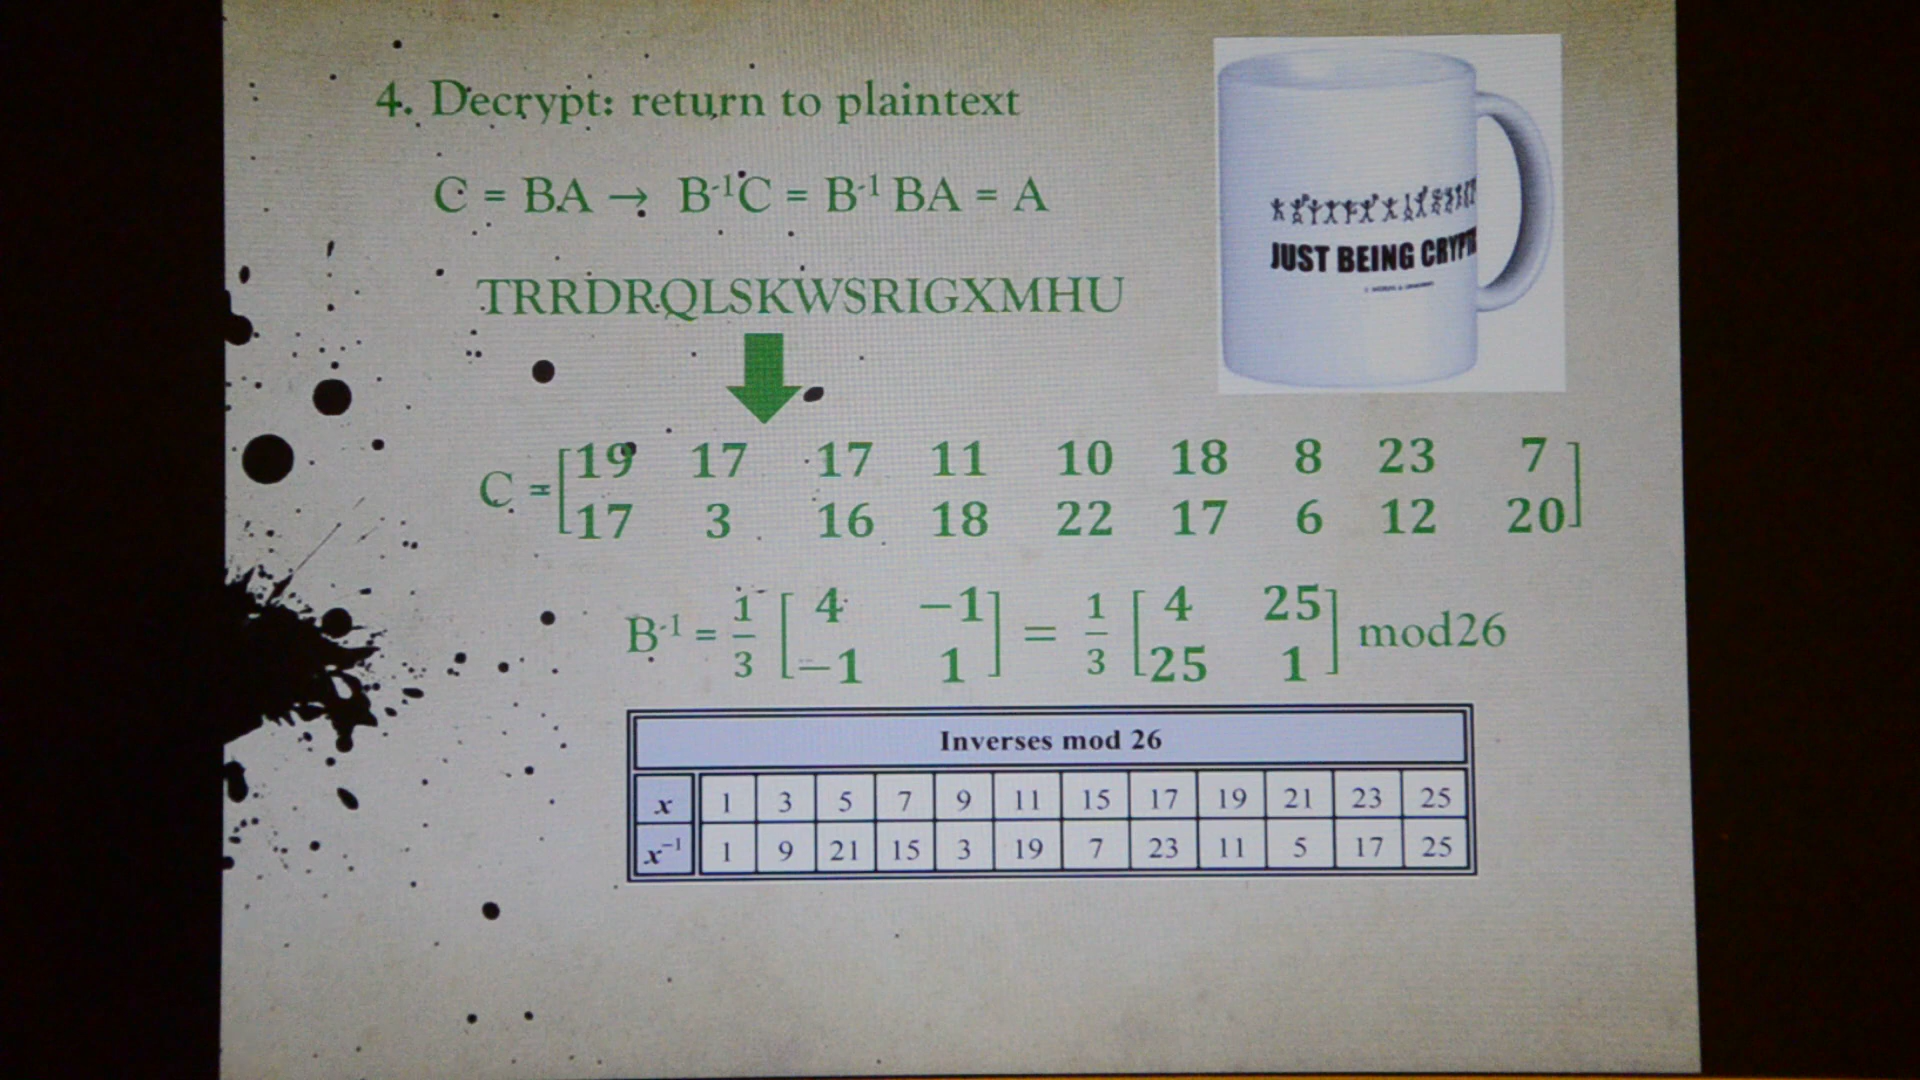 4. Decrypt: return to plaintext
C = BA → B⁻¹C = B⁻¹ BA = A
TRRDRQLSKWSRIGXMHU
JUST BEING
C = [19 17 17 11 10 18 8 23 7
17 3 16 18 22 17 6 12 20]
B⁻¹ = 1/3 [4 −1
−1 1] = 1/3 [4 25
25 1] mod26
Inverses mod 26
x 1 3 5 7 9 11 15 17 19 21 23 25
x⁻¹ 1 9 21 15 3 19 7 23 11 5 17 25